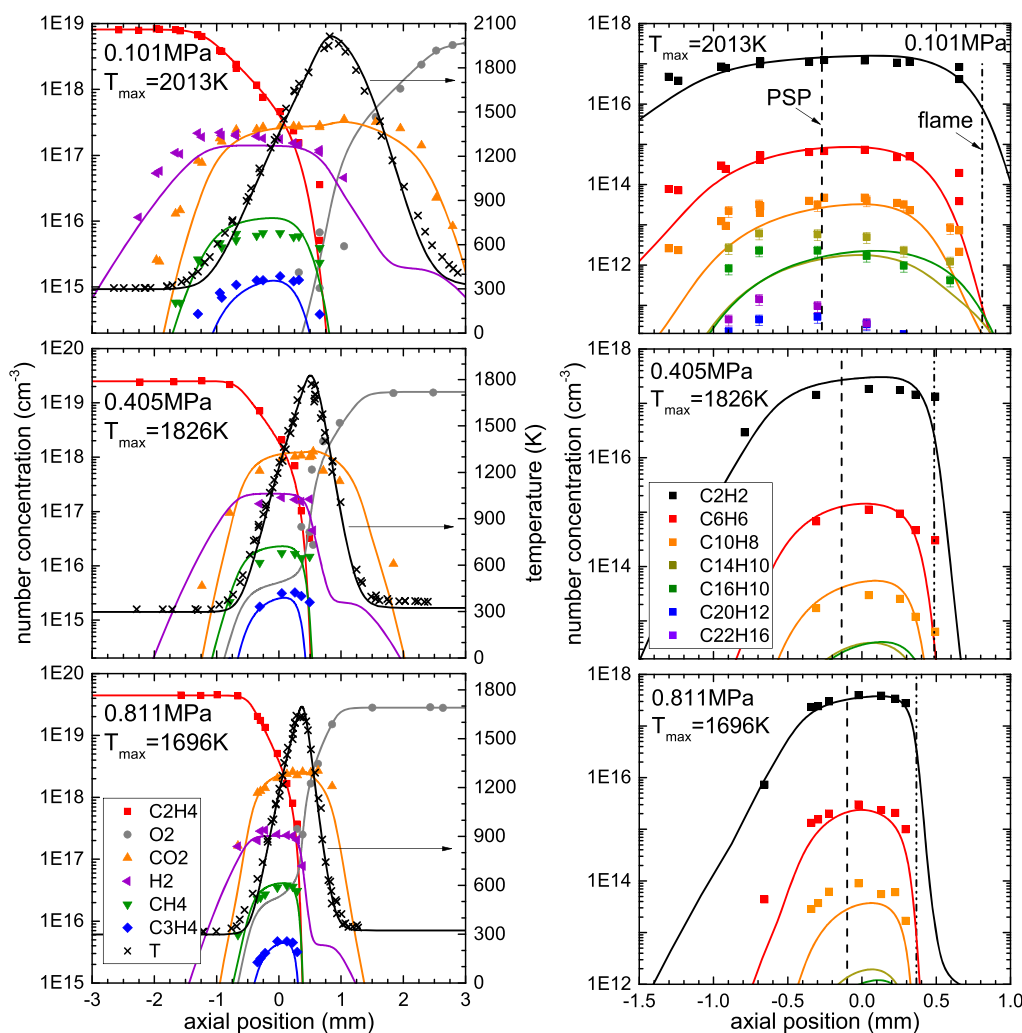 0.101MPa
Tmax=2013K
1E19
1E18
1E17
1E16
1E15
2100
1800
1500
1200
900
600
300
0
0.405MPa
Tmax=1826K
1E20
1E19
1E18
1E17
1E16
1E15
1800
1500
1200
900
600
300
0
0.811MPa
Tmax=1696K
1E20
1E19
1E18
1E17
1E16
1E15
1800
1500
1200
900
600
300
0
C2H4
O2
CO2
H2
CH4
C3H4
T
number concentration (cm-3)
temperature (K)
-3 -2 -1 0 1 2 3
axial position (mm)
Tmax=2013K
0.101MPa
PSP
flame
1E18
1E16
1E14
1E12
0.405MPa
Tmax=1826K
1E18
1E16
1E14
C2H2
C6H6
C10H8
C14H10
C16H10
C20H12
C22H16
0.811MPa
Tmax=1696K
1E18
1E16
1E14
1E12
number concentration (cm-3)
-1.5 -1.0 -0.5 0.0 0.5 1.0
axial position (mm)